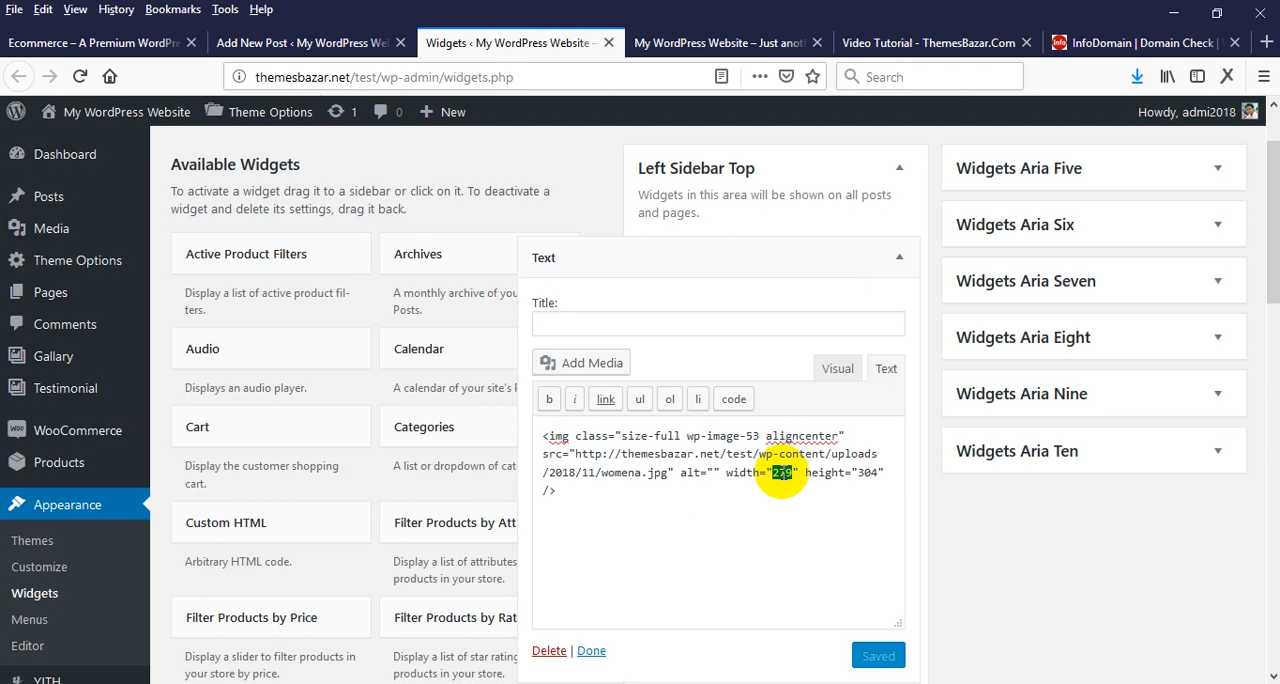 File Edit View History Bookmarks Tools Help
Ecommerce – A Premium WordPre
Add New Post ‹ My WordPress We
Widgets ‹ My WordPress Website –
My WordPress Website – Just anot
Video Tutorial - ThemesBazar.Com
Info InfoDomain | Domain Check |
themesbazar.net/test/wp-admin/widgets.php
Search
My WordPress Website Theme Options 1 0 New
Howdy, admi2018
Dashboard
Posts
Media
Theme Options
Pages
Comments
Gallary
Testimonial
WooCommerce
Products
Appearance
Themes
Customize
Widgets
Menus
Editor
YITH
Available Widgets
To activate a widget drag it to a sidebar or click on it. To deactivate a
widget and delete its settings, drag it back.
Active Product Filters
Display a list of active product fil-
ters.
Archives
A monthly archive of you
Posts.
Audio
Displays an audio player.
Calendar
A calendar of your site's P
Cart
Display the customer shopping
cart.
Categories
A list or dropdown of cat
Custom HTML
Arbitrary HTML code.
Filter Products by Att
Display a list of attributes
products in your store.
Filter Products by Price
Display a slider to filter products in
your store by price.
Filter Products by Rat
Display a list of star rating
products in your store.
Left Sidebar Top
Widgets in this area will be shown on all posts
and pages.
Text
Title:
Add Media
Visual Text
b i link ul ol li code
<img class="size-full wp-image-53 aligncenter"
src="http://themesbazar.net/test/wp-content/uploads
/2018/11/womena.jpg" alt="" width="279" height="304"
/>
Delete | Done
Saved
Widgets Aria Five
Widgets Aria Six
Widgets Aria Seven
Widgets Aria Eight
Widgets Aria Nine
Widgets Aria Ten